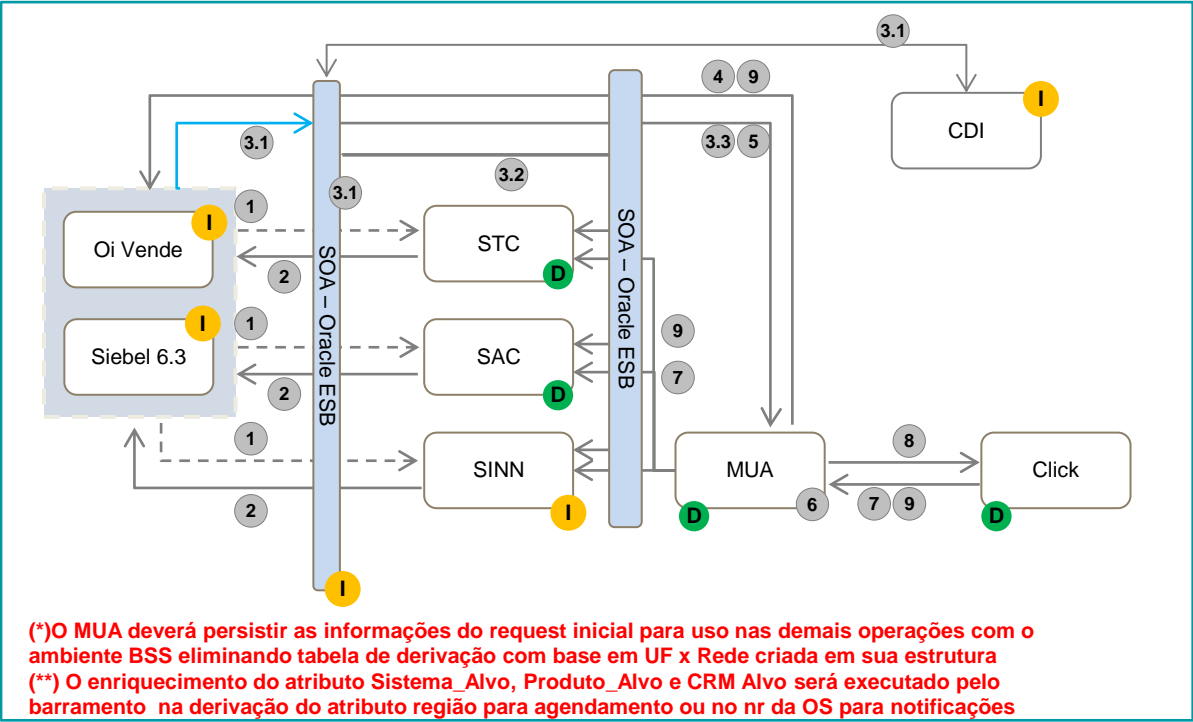 3.1
4 9
I
CDI
3.1
3.3 5
3.2
3.1
1
I
Oi Vende
STC
2
D
SOA – Oracle ESB
SOA – Oracle ESB
1
I
9
Siebel 6.3
SAC
7
2
D
1
8
SINN
MUA
Click
2
I
D
6
7 9
D
I
(*)O MUA deverá persistir as informações do request inicial para uso nas demais operações com o
ambiente BSS eliminando tabela de derivação com base em UF x Rede criada em sua estrutura
(**) O enriquecimento do atributo Sistema_Alvo, Produto_Alvo e CRM Alvo será executado pelo
barramento na derivação do atributo região para agendamento ou no nr da OS para notificações